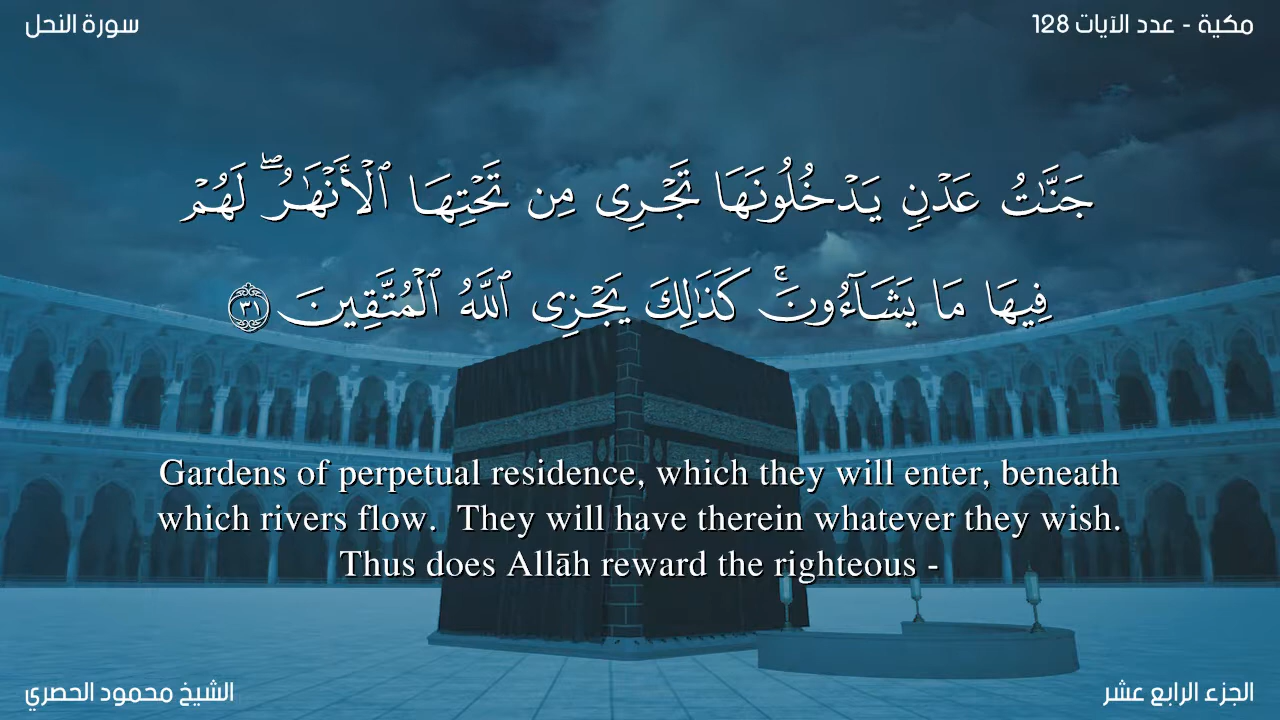 مكية - عدد الآيات 128
سورة النحل
جَنَّٰتُ عَدْنٍ يَدْخُلُونَهَا تَجْرِى مِن تَحْتِهَا ٱلْأَنْهَٰرُ ۖ لَهُمْ
فِيهَا مَا يَشَآءُونَ ۚ كَذَٰلِكَ يَجْزِى ٱللَّهُ ٱلْمُتَّقِينَ ٣١
Gardens of perpetual residence, which they will enter, beneath
which rivers flow.  They will have therein whatever they wish.
Thus does Allāh reward the righteous -
الجزء الرابع عشر
الشيخ محمود الحصري